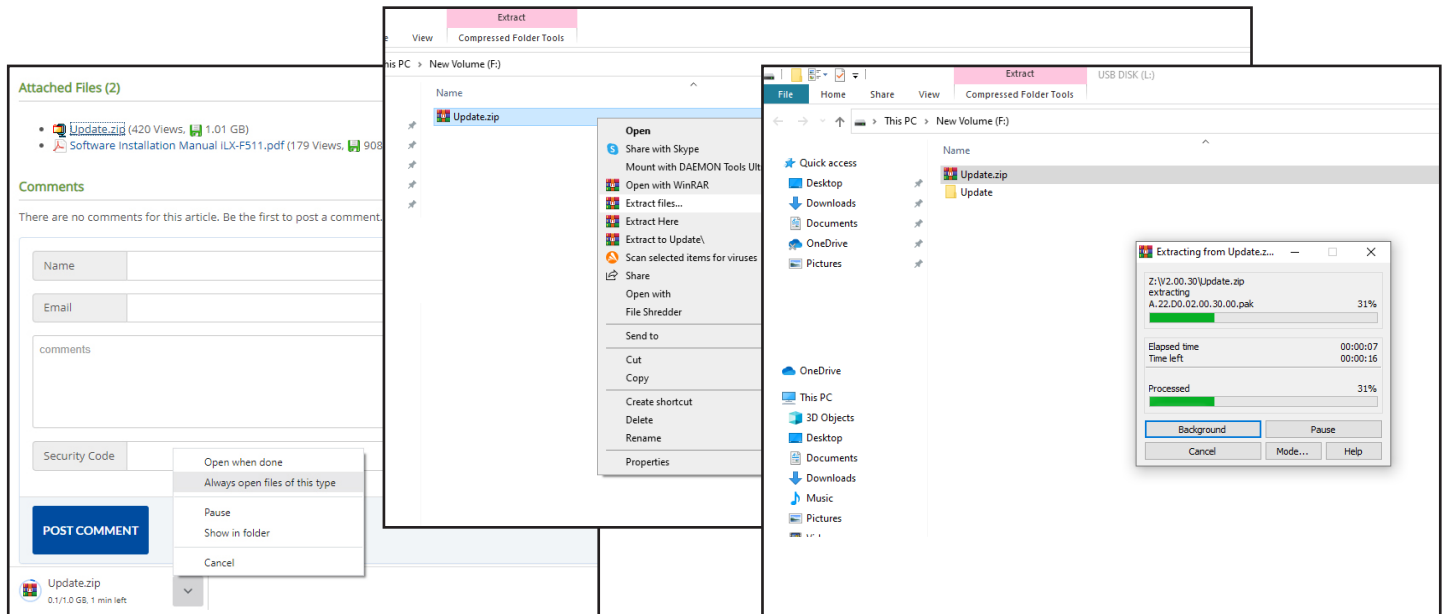 Attached Files (2)
Update.zip (420 Views, 1.01 GB)
Software Installation Manual iLX-F511.pdf (179 Views, 908
Comments
There are no comments for this article. Be the first to post a comment.
Name
Email
comments
Security Code
Open when done
Always open files of this type
Pause
Show in folder
Cancel
POST COMMENT
Update.zip
0.1/1.0 GB, 1 min left
Extract
View Compressed Folder Tools
his PC > New Volume (F:)
Name
Update.zip
Open
Share with Skype
Mount with DAEMON Tools Ult
Open with WinRAR
Extract files...
Extract Here
Extract to Update\
Scan selected items for viruses
Share
Open with
File Shredder
Send to
Cut
Copy
Create shortcut
Delete
Rename
Properties
Extract USB DISK (L:)
File Home Share View Compressed Folder Tools
This PC > New Volume (F:)
Name
Quick access
Desktop
Downloads
Documents
OneDrive
Pictures
OneDrive
This PC
3D Objects
Desktop
Documents
Downloads
Music
Pictures
Update.zip
Update
Extracting from Update.z...
Z:\V2.00.30\Update.zip
extracting
A.22.D0.02.00.30.00.pak 31%
Elapsed time 00:00:07
Time left 00:00:16
Processed 31%
Background Pause
Cancel Mode... Help